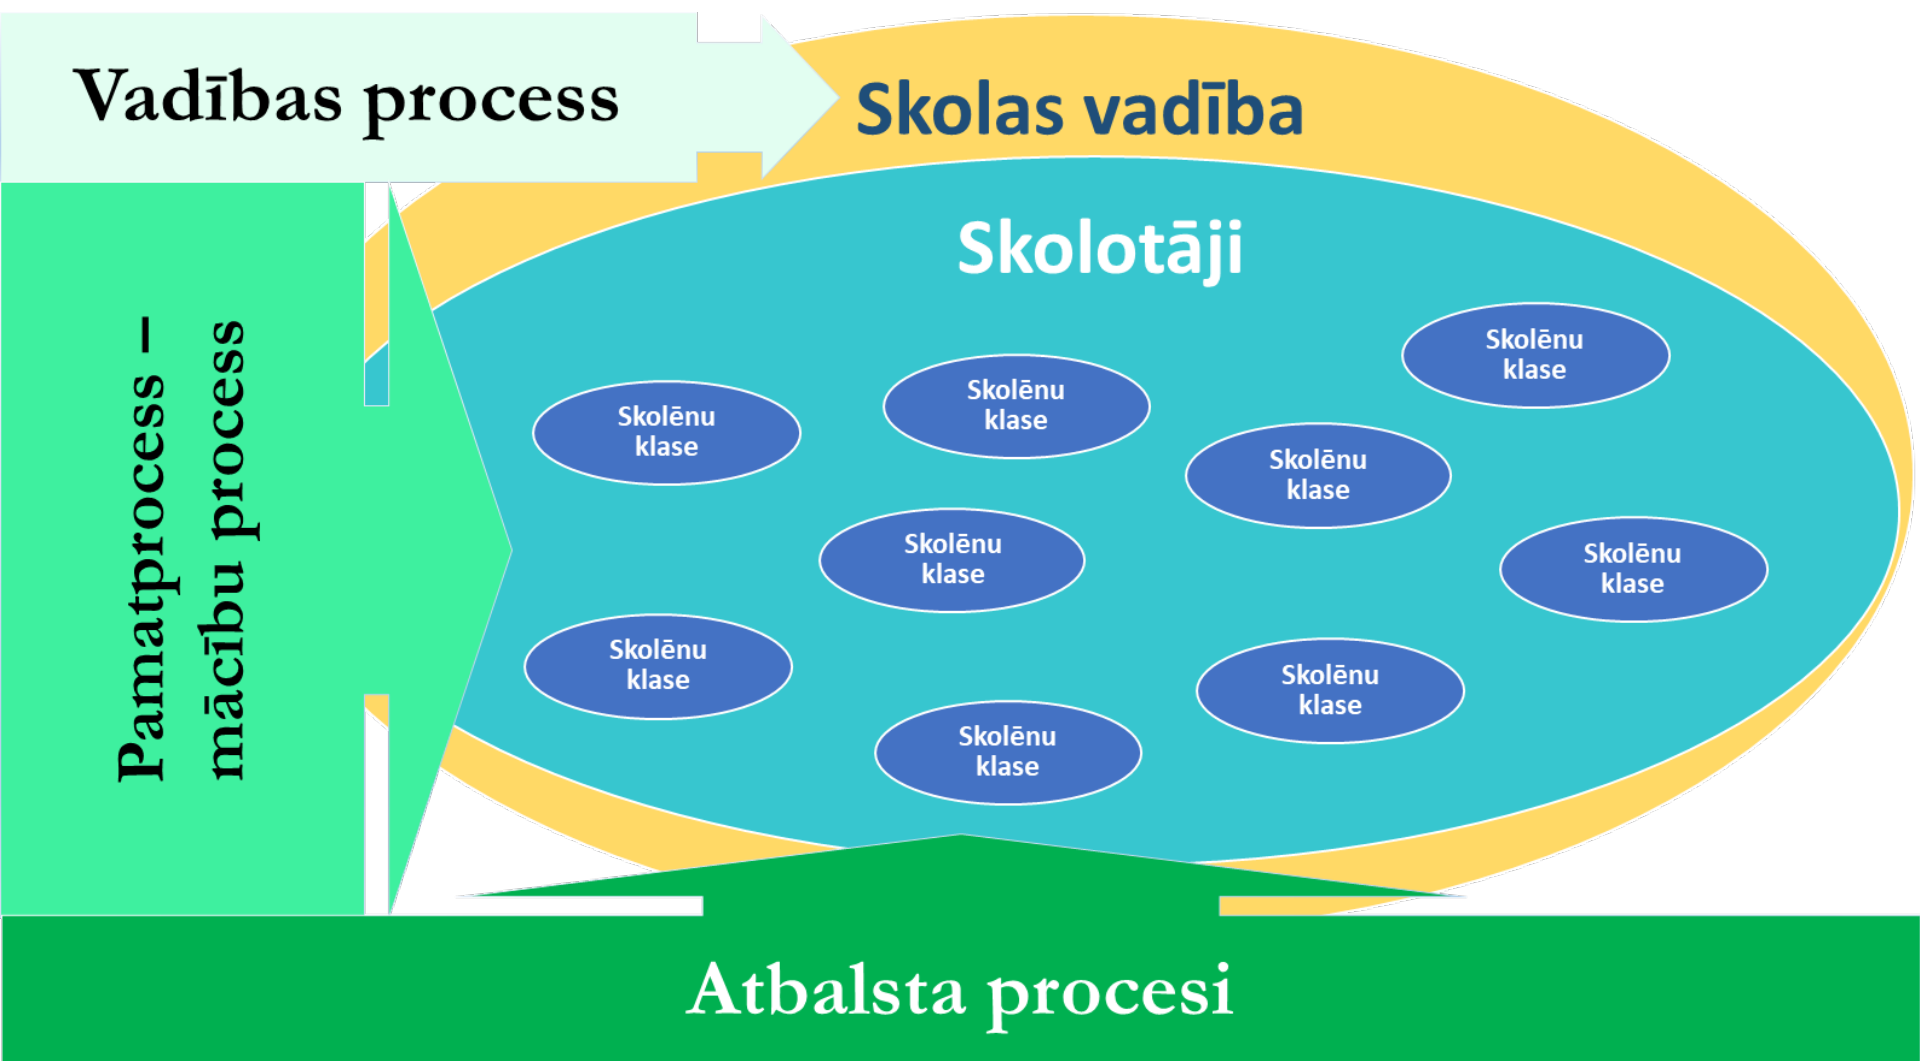 Vadības process
Skolas vadība
Skolotāji
Pamatprocess –
mācību process
Skolēnu
klase
Skolēnu
klase
Skolēnu
klase
Skolēnu
klase
Skolēnu
klase
Skolēnu
klase
Skolēnu
klase
Skolēnu
klase
Skolēnu
klase
Atbalsta procesi